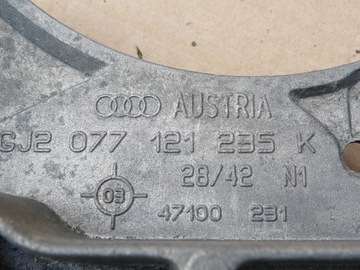 AUSTRIA
GJ2 077 121 235 K
28/42 N1
03
47100 231